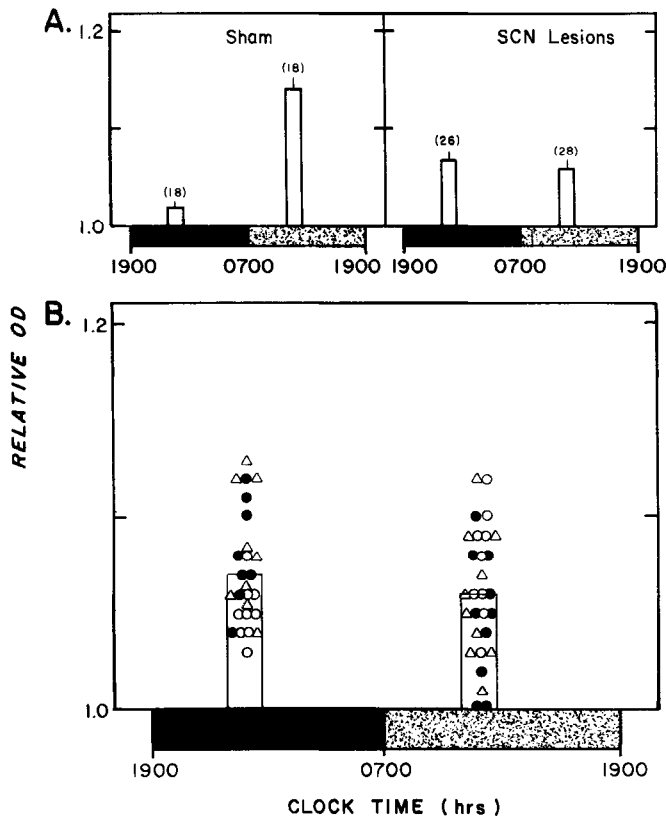 A.
1.2
Sham
SCN Lesions
(18)
(18)
(26)
(28)
1.0
1900
0700
1900
1900
0700
1900
B.
1.2
RELATIVE OD
1.0
1900
0700
1900
CLOCK TIME (hrs)